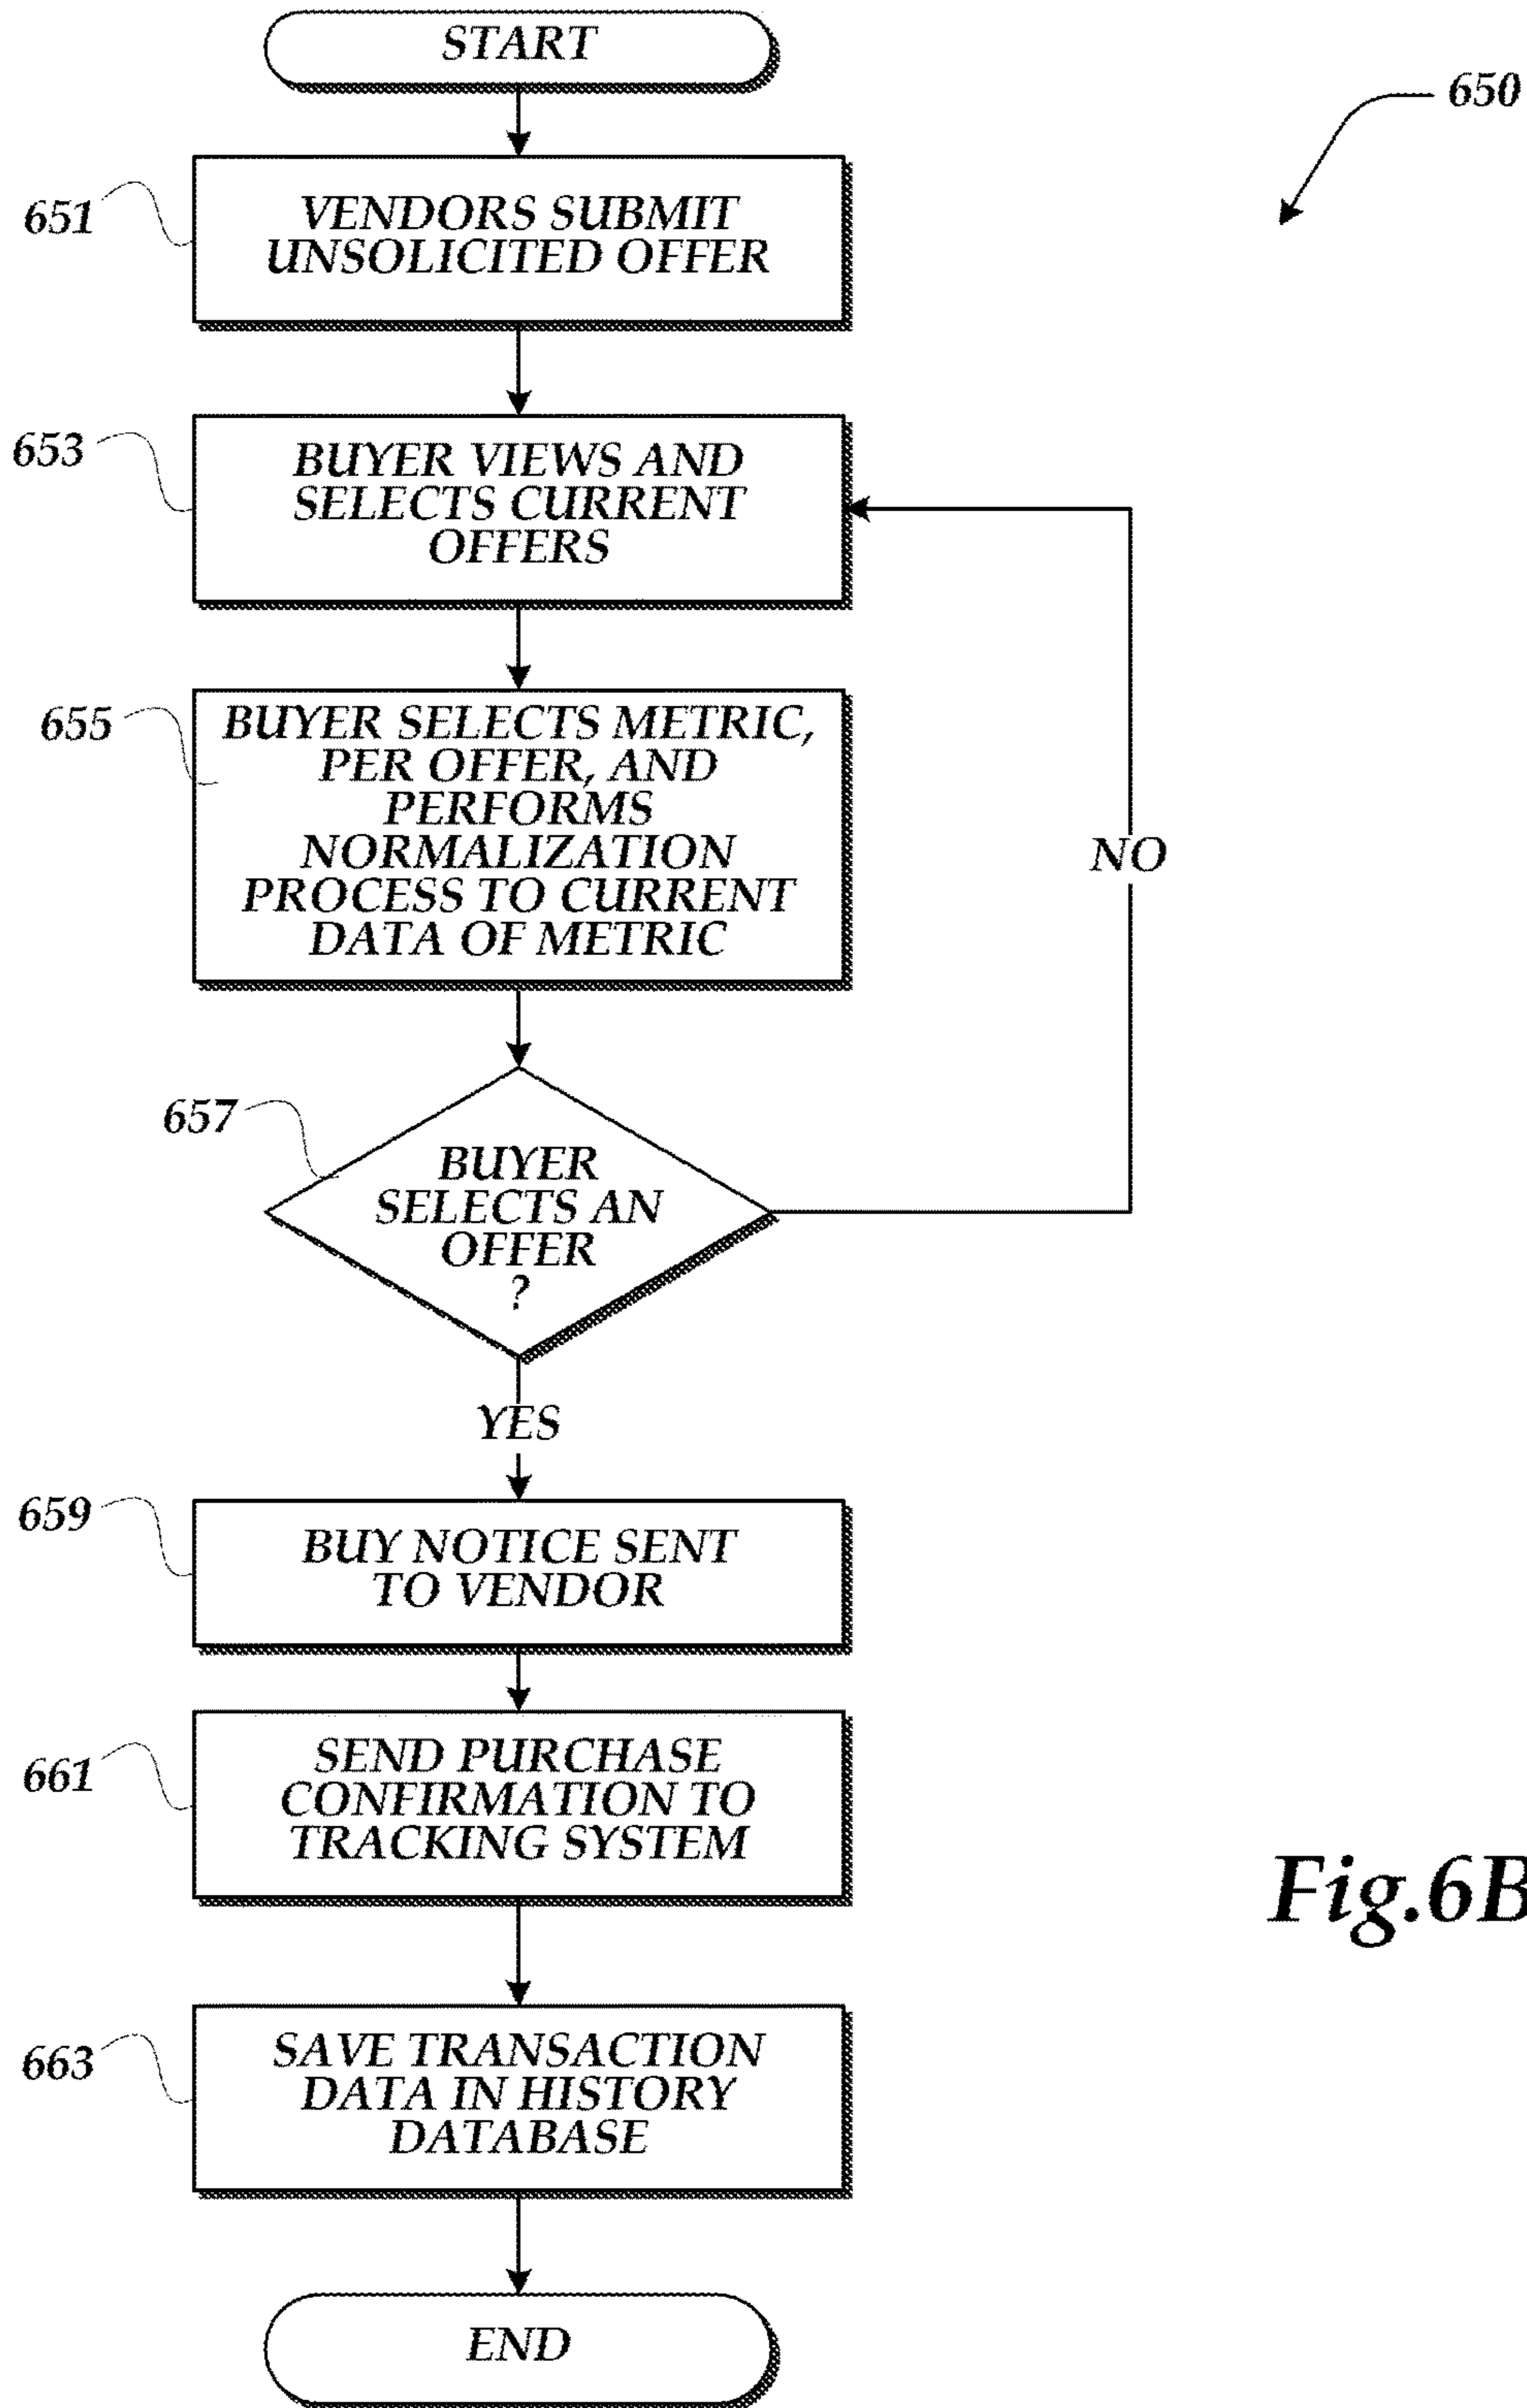 START
650
651
VENDORS SUBMIT
UNSOLICITED OFFER
653
BUYER VIEWS AND
SELECTS CURRENT
OFFERS
655
BUYER SELECTS METRIC,
PER OFFER, AND
PERFORMS
NORMALIZATION
PROCESS TO CURRENT
DATA OF METRIC
NO
657
BUYER
SELECTS AN
OFFER
?
YES
659
BUY NOTICE SENT
TO VENDOR
661
SEND PURCHASE
CONFIRMATION TO
TRACKING SYSTEM
Fig.6B
663
SAVE TRANSACTION
DATA IN HISTORY
DATABASE
END